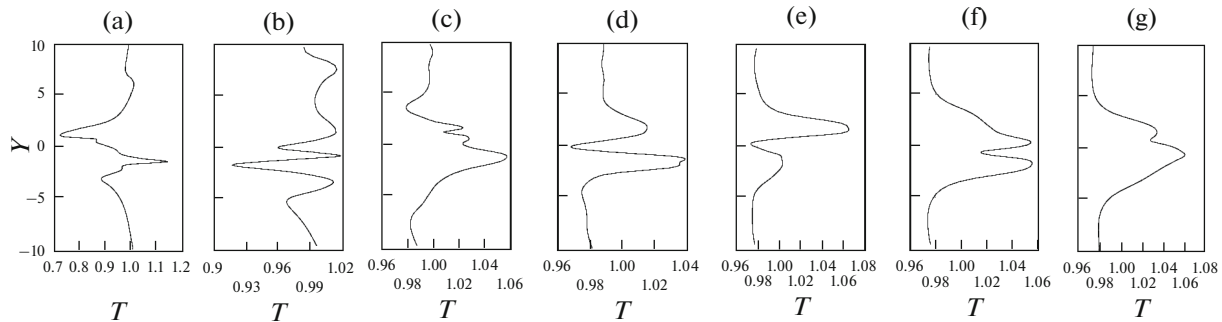 (a) (b) (c) (d) (e) (f) (g)
10
5
Y 0
−5
−10
0.7 0.8 0.9 1.0 1.1 1.2 0.9 0.96 1.02 0.96 1.00 1.04 0.96 1.00 1.04 0.96 1.00 1.04 1.08 0.96 1.00 1.04 1.08 0.96 1.00 1.04 1.08
0.93 0.99 0.98 1.02 1.06 0.98 1.02 0.98 1.02 1.06 0.98 1.02 1.06 0.98 1.02 1.06
T T T T T T T